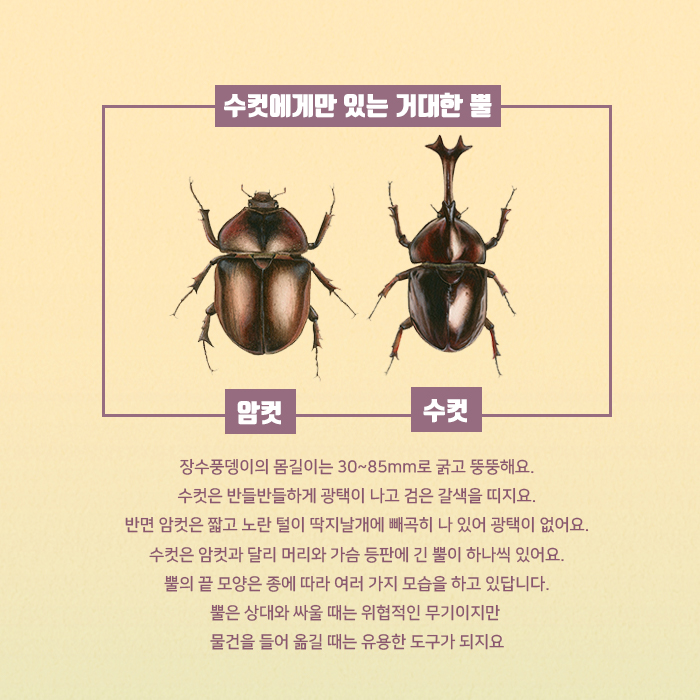 수컷에게만 있는 거대한 뿔
암컷
수컷
장수풍뎅이의 몸길이는 30~85mm로 굵고 뚱뚱해요.
수컷은 반들반들하게 광택이 나고 검은 갈색을 띠지요.
반면 암컷은 짧고 노란 털이 딱지날개에 빼곡히 나 있어 광택이 없어요.
수컷은 암컷과 달리 머리와 가슴 등판에 긴 뿔이 하나씩 있어요.
뿔의 끝 모양은 종에 따라 여러 가지 모습을 하고 있답니다.
뿔은 상대와 싸울 때는 위협적인 무기이지만
물건을 들어 옮길 때는 유용한 도구가 되지요